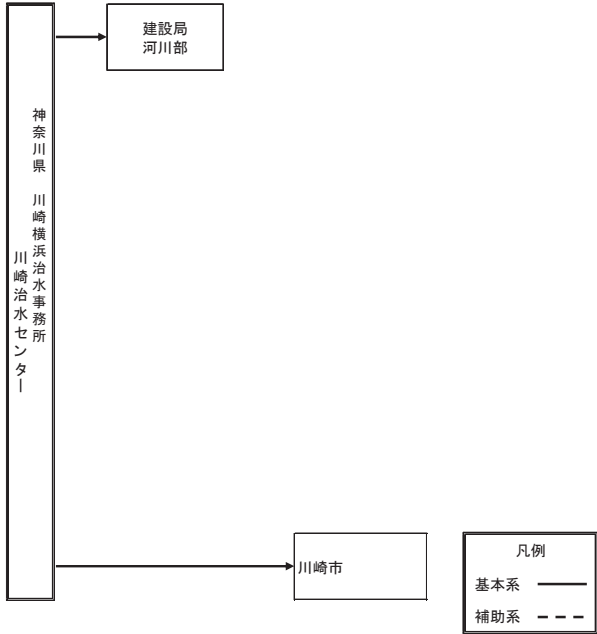 神奈川県 川崎横浜治水事務所
川崎治水センター
建設局
河川部
川崎市
凡例
基本系
補助系